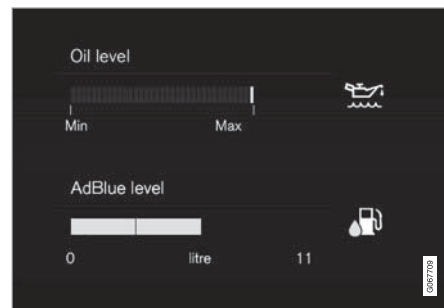 Oil level
Min Max
AdBlue level
0 litre 11
G067709